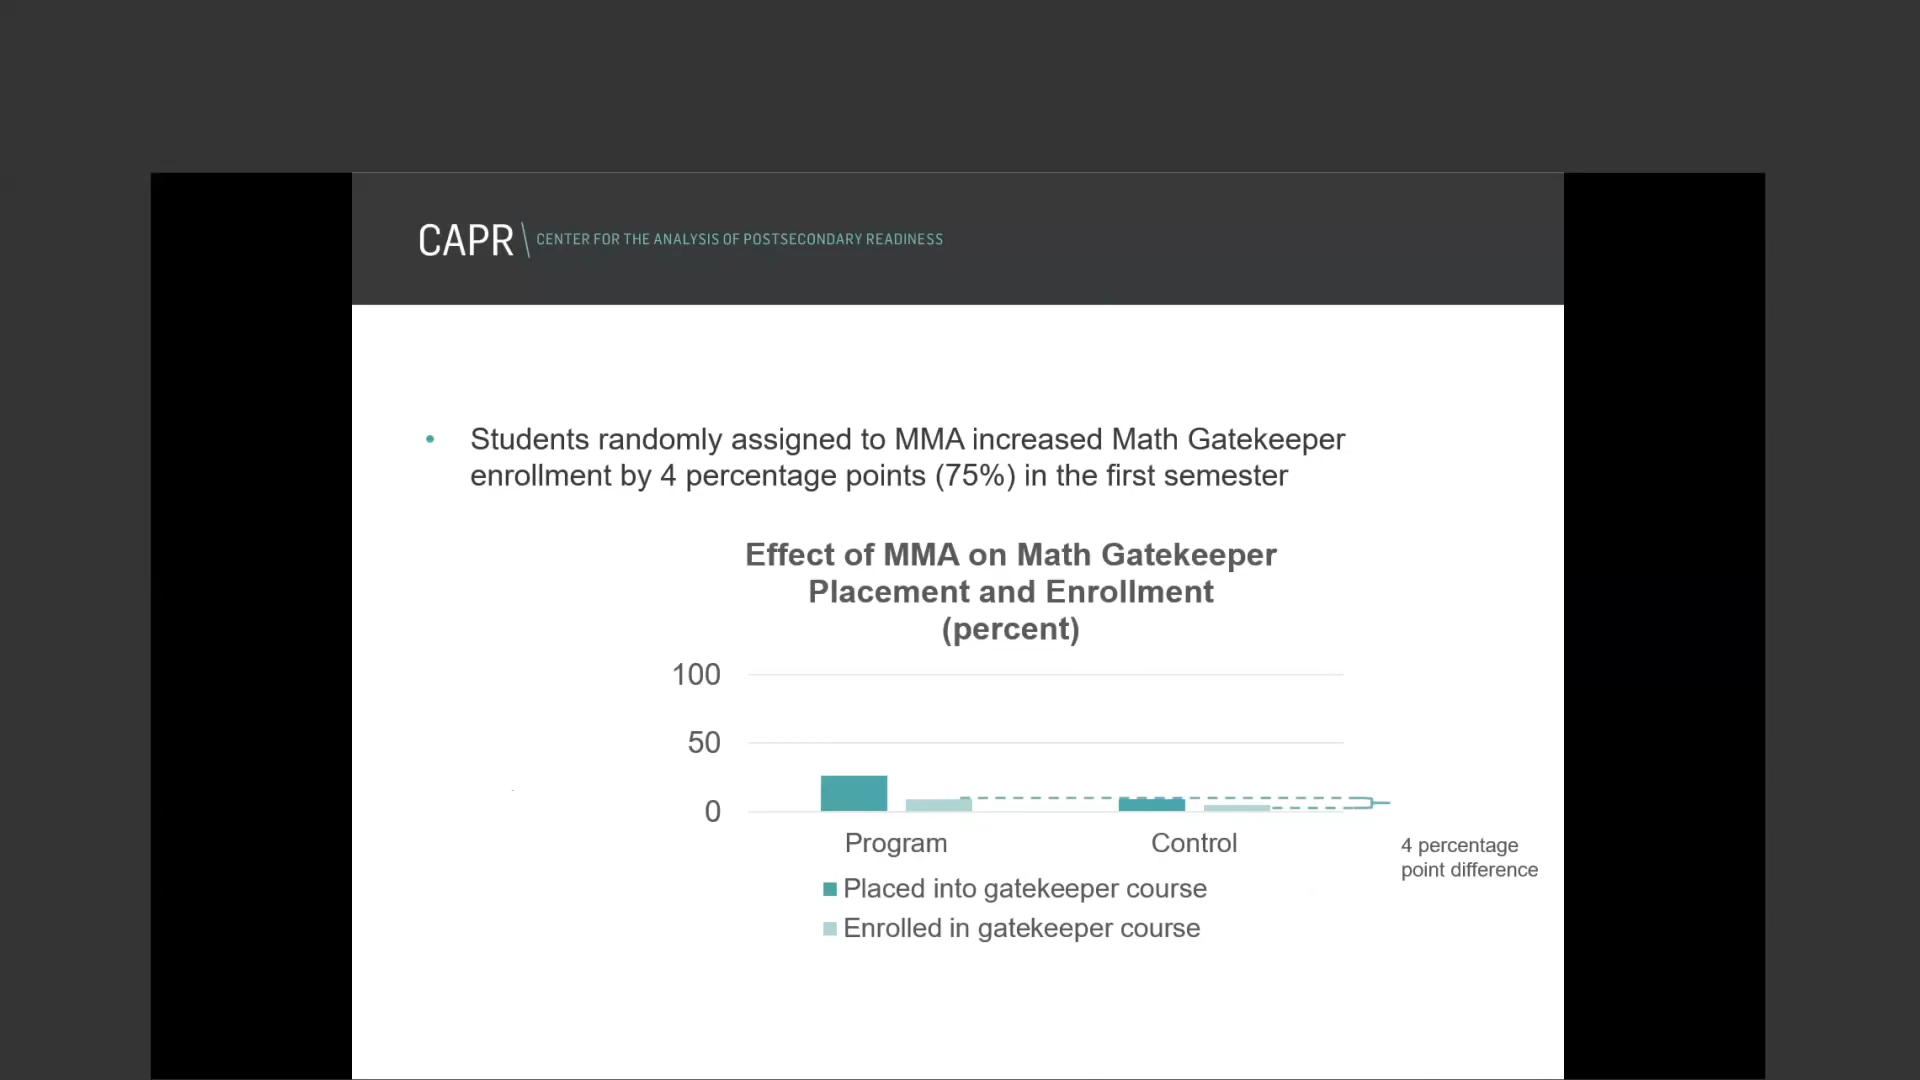 CAPR
CENTER FOR THE ANALYSIS OF POSTSECONDARY READINESS
• Students randomly assigned to MMA increased Math Gatekeeper
enrollment by 4 percentage points (75%) in the first semester
Effect of MMA on Math Gatekeeper
Placement and Enrollment
(percent)
100
50
0
Program
Control
4 percentage
point difference
Placed into gatekeeper course
Enrolled in gatekeeper course